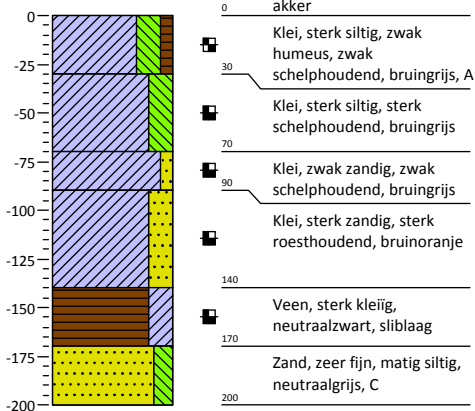 0
-25
-50
-75
-100
-125
-150
-175
-200
0
akker
Klei, sterk siltig, zwak
humeus, zwak
schelphoudend, bruingrijs, A
30
Klei, sterk siltig, sterk
schelphoudend, bruingrijs
70
Klei, zwak zandig, zwak
schelphoudend, bruingrijs
90
Klei, sterk zandig, sterk
roesthoudend, bruinoranje
140
Veen, sterk kleiïg,
neutraalzwart, sliblaag
170
Zand, zeer fijn, matig siltig,
neutraalgrijs, C
200